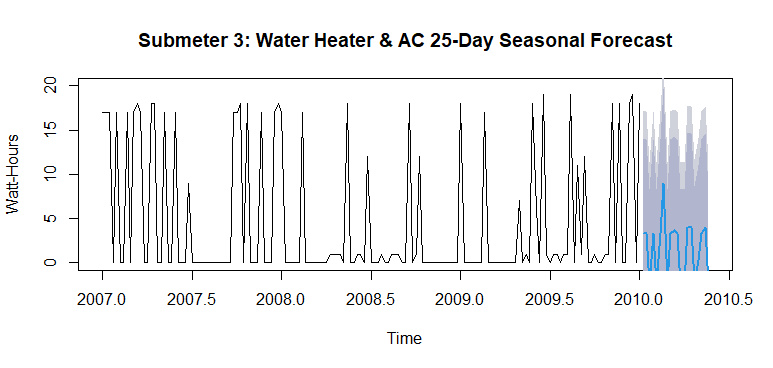 Submeter 3: Water Heater & AC 25-Day Seasonal Forecast
Watt-Hours
20
15
10
5
0
2007.0 2007.5 2008.0 2008.5 2009.0 2009.5 2010.0 2010.5
Time